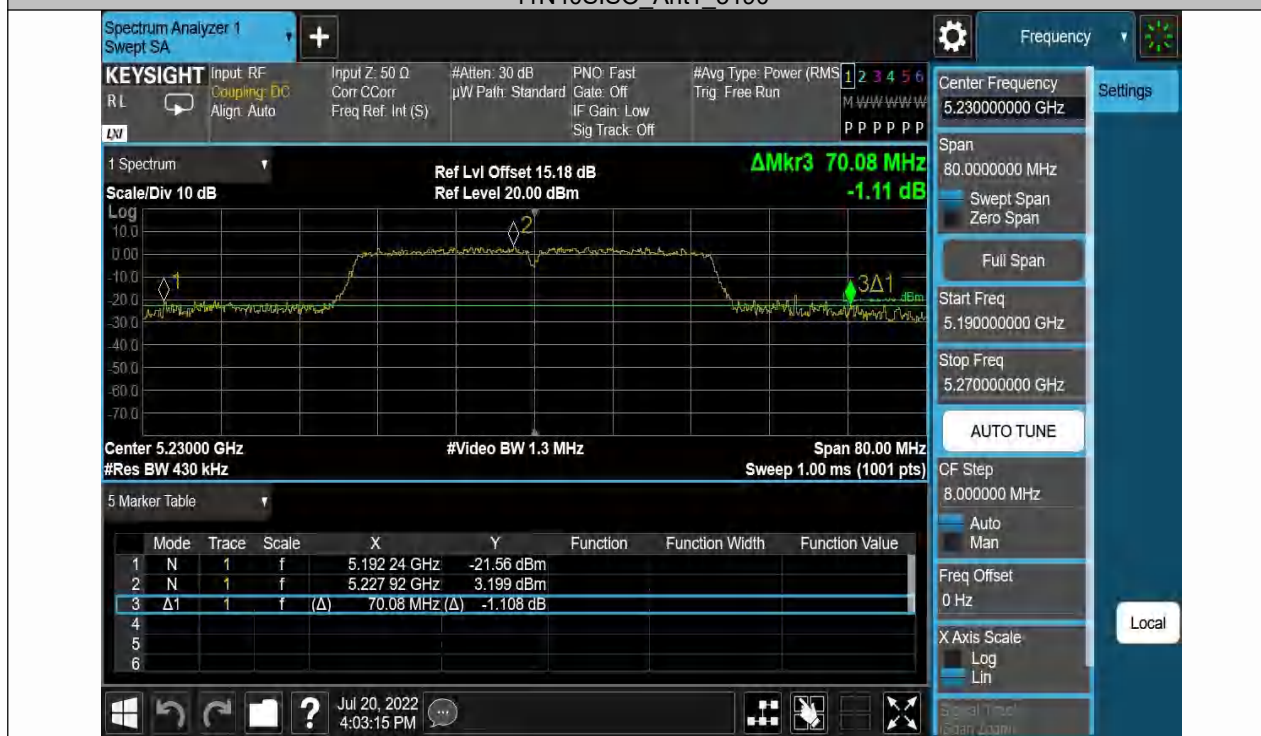 Spectrum Analyzer 1
Swept SA
+
Frequency
KEYSIGHT
RL
LXI
Input: RF
Coupling: DC
Align: Auto
Input Z: 50 Ω
Corr CCorr
Freq Ref: Int (S)
#Atten: 30 dB
µW Path: Standard
PNO: Fast
Gate: Off
IF Gain: Low
Sig Track: Off
#Avg Type: Power (RMS
Trig: Free Run
1 2 3 4 5 6
M W W W W W
P P P P P P
Center Frequency
5.230000000 GHz
Settings
1 Spectrum
Scale/Div 10 dB
Ref Lvl Offset 15.18 dB
Ref Level 20.00 dBm
ΔMkr3 70.08 MHz
-1.11 dB
Log
10.0
0.00
-10.0
-20.0
-30.0
-40.0
-50.0
-60.0
-70.0
1
2
3Δ1
dBm
Center 5.23000 GHz
#Res BW 430 kHz
#Video BW 1.3 MHz
Span 80.00 MHz
Sweep 1.00 ms (1001 pts)
Span
80.0000000 MHz
Swept Span
Zero Span
Full Span
Start Freq
5.190000000 GHz
Stop Freq
5.270000000 GHz
AUTO TUNE
CF Step
8.000000 MHz
Auto
Man
Freq Offset
0 Hz
X Axis Scale
Log
Lin
Local
5 Marker Table
Mode Trace Scale X Y Function Function Width Function Value
1 N 1 f 5.192 24 GHz -21.56 dBm
2 N 1 f 5.227 92 GHz 3.199 dBm
3 Δ1 1 f (Δ) 70.08 MHz (Δ) -1.108 dB
4
5
6
?
Jul 20, 2022
4:03:15 PM